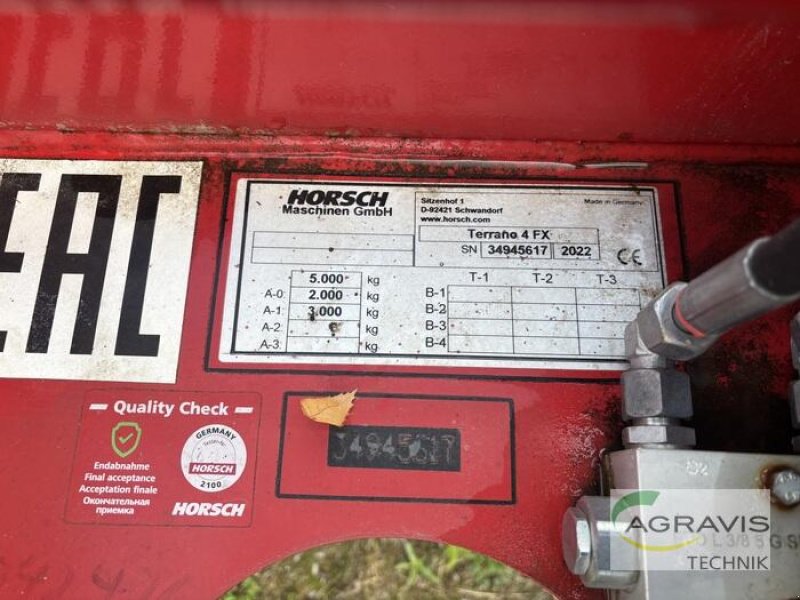 EAC
HORSCH
Maschinen GmbH
Sitzenhof 1
D-92421 Schwandorf
www.horsch.com
Made in Germany
Terrano 4 FX
SN 34945617 2022
CE
5.000 kg
A-0: 2.000 kg
A-1: 3.000 kg
A-2: kg
A-3: kg
T-1 T-2 T-3
B-1
B-2
B-3
B-4
Quality Check
Endabnahme
Final acceptance
Acceptation finale
Окончательная
приемка
GERMANY
HORSCH
2100
HORSCH
34945617
AGRAVIS
TECHNIK